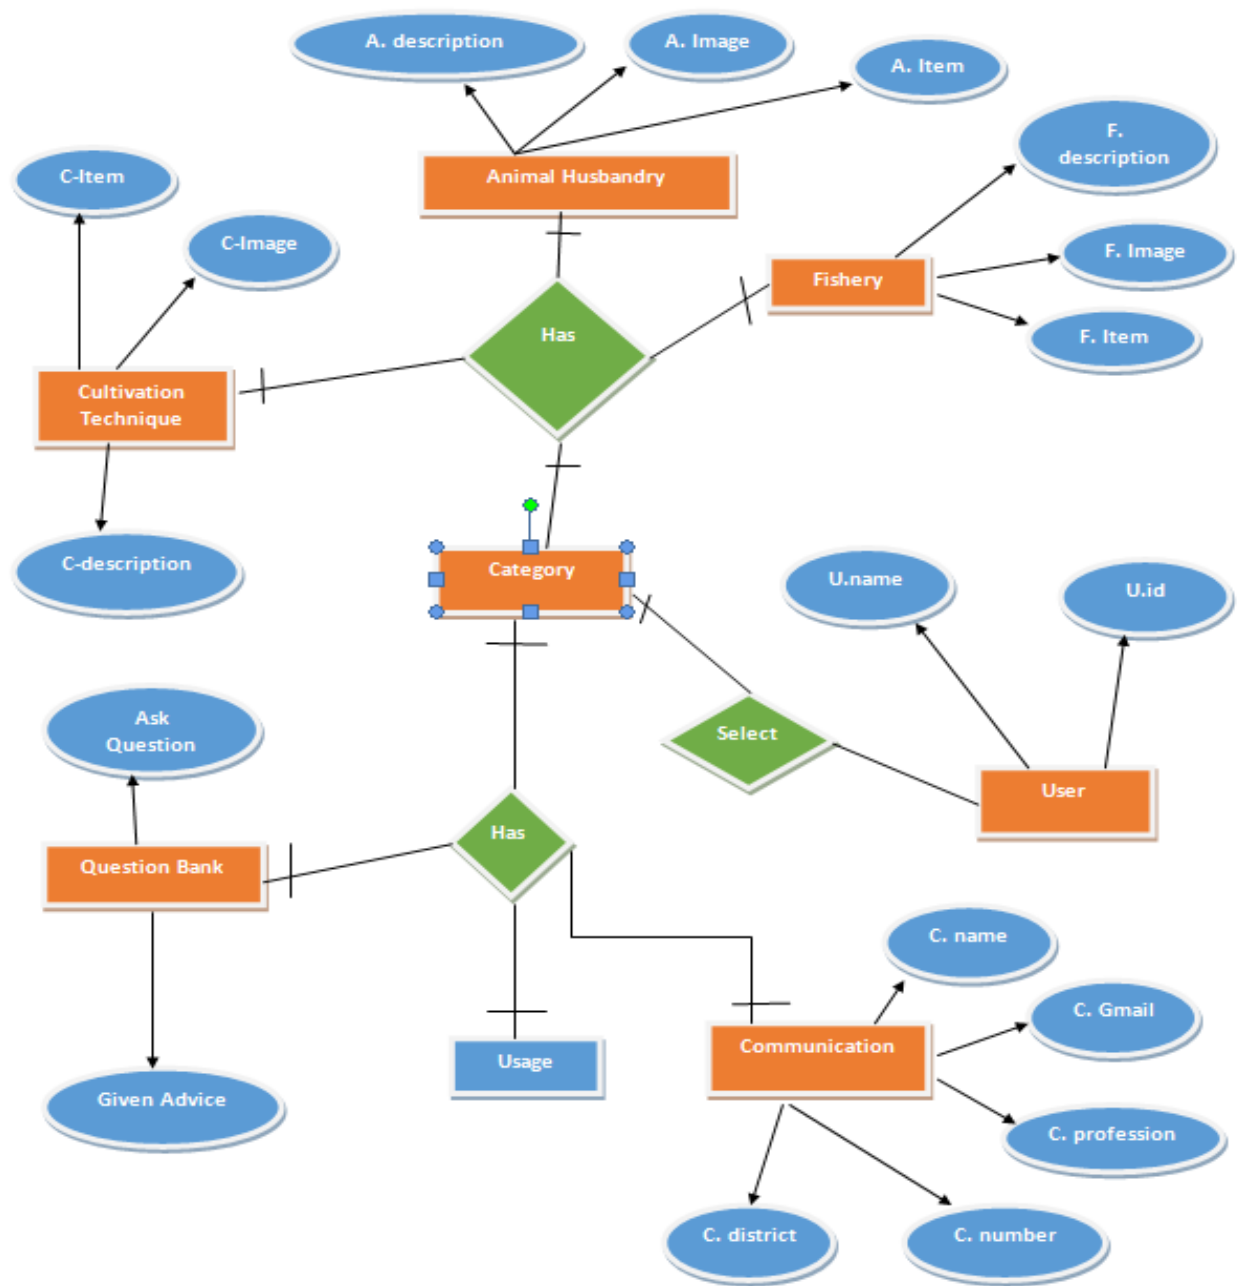 A. description
A. Image
A. Item
F.
description
Animal Husbandry
C-Item
C-Image
F. Image
Fishery
Has
F. Item
Cultivation
Technique
C-description
Category
U.name
U.id
Ask
Question
Select
User
Has
Question Bank
C. name
C. Gmail
Communication
Usage
Given Advice
C. profession
C. district
C. number